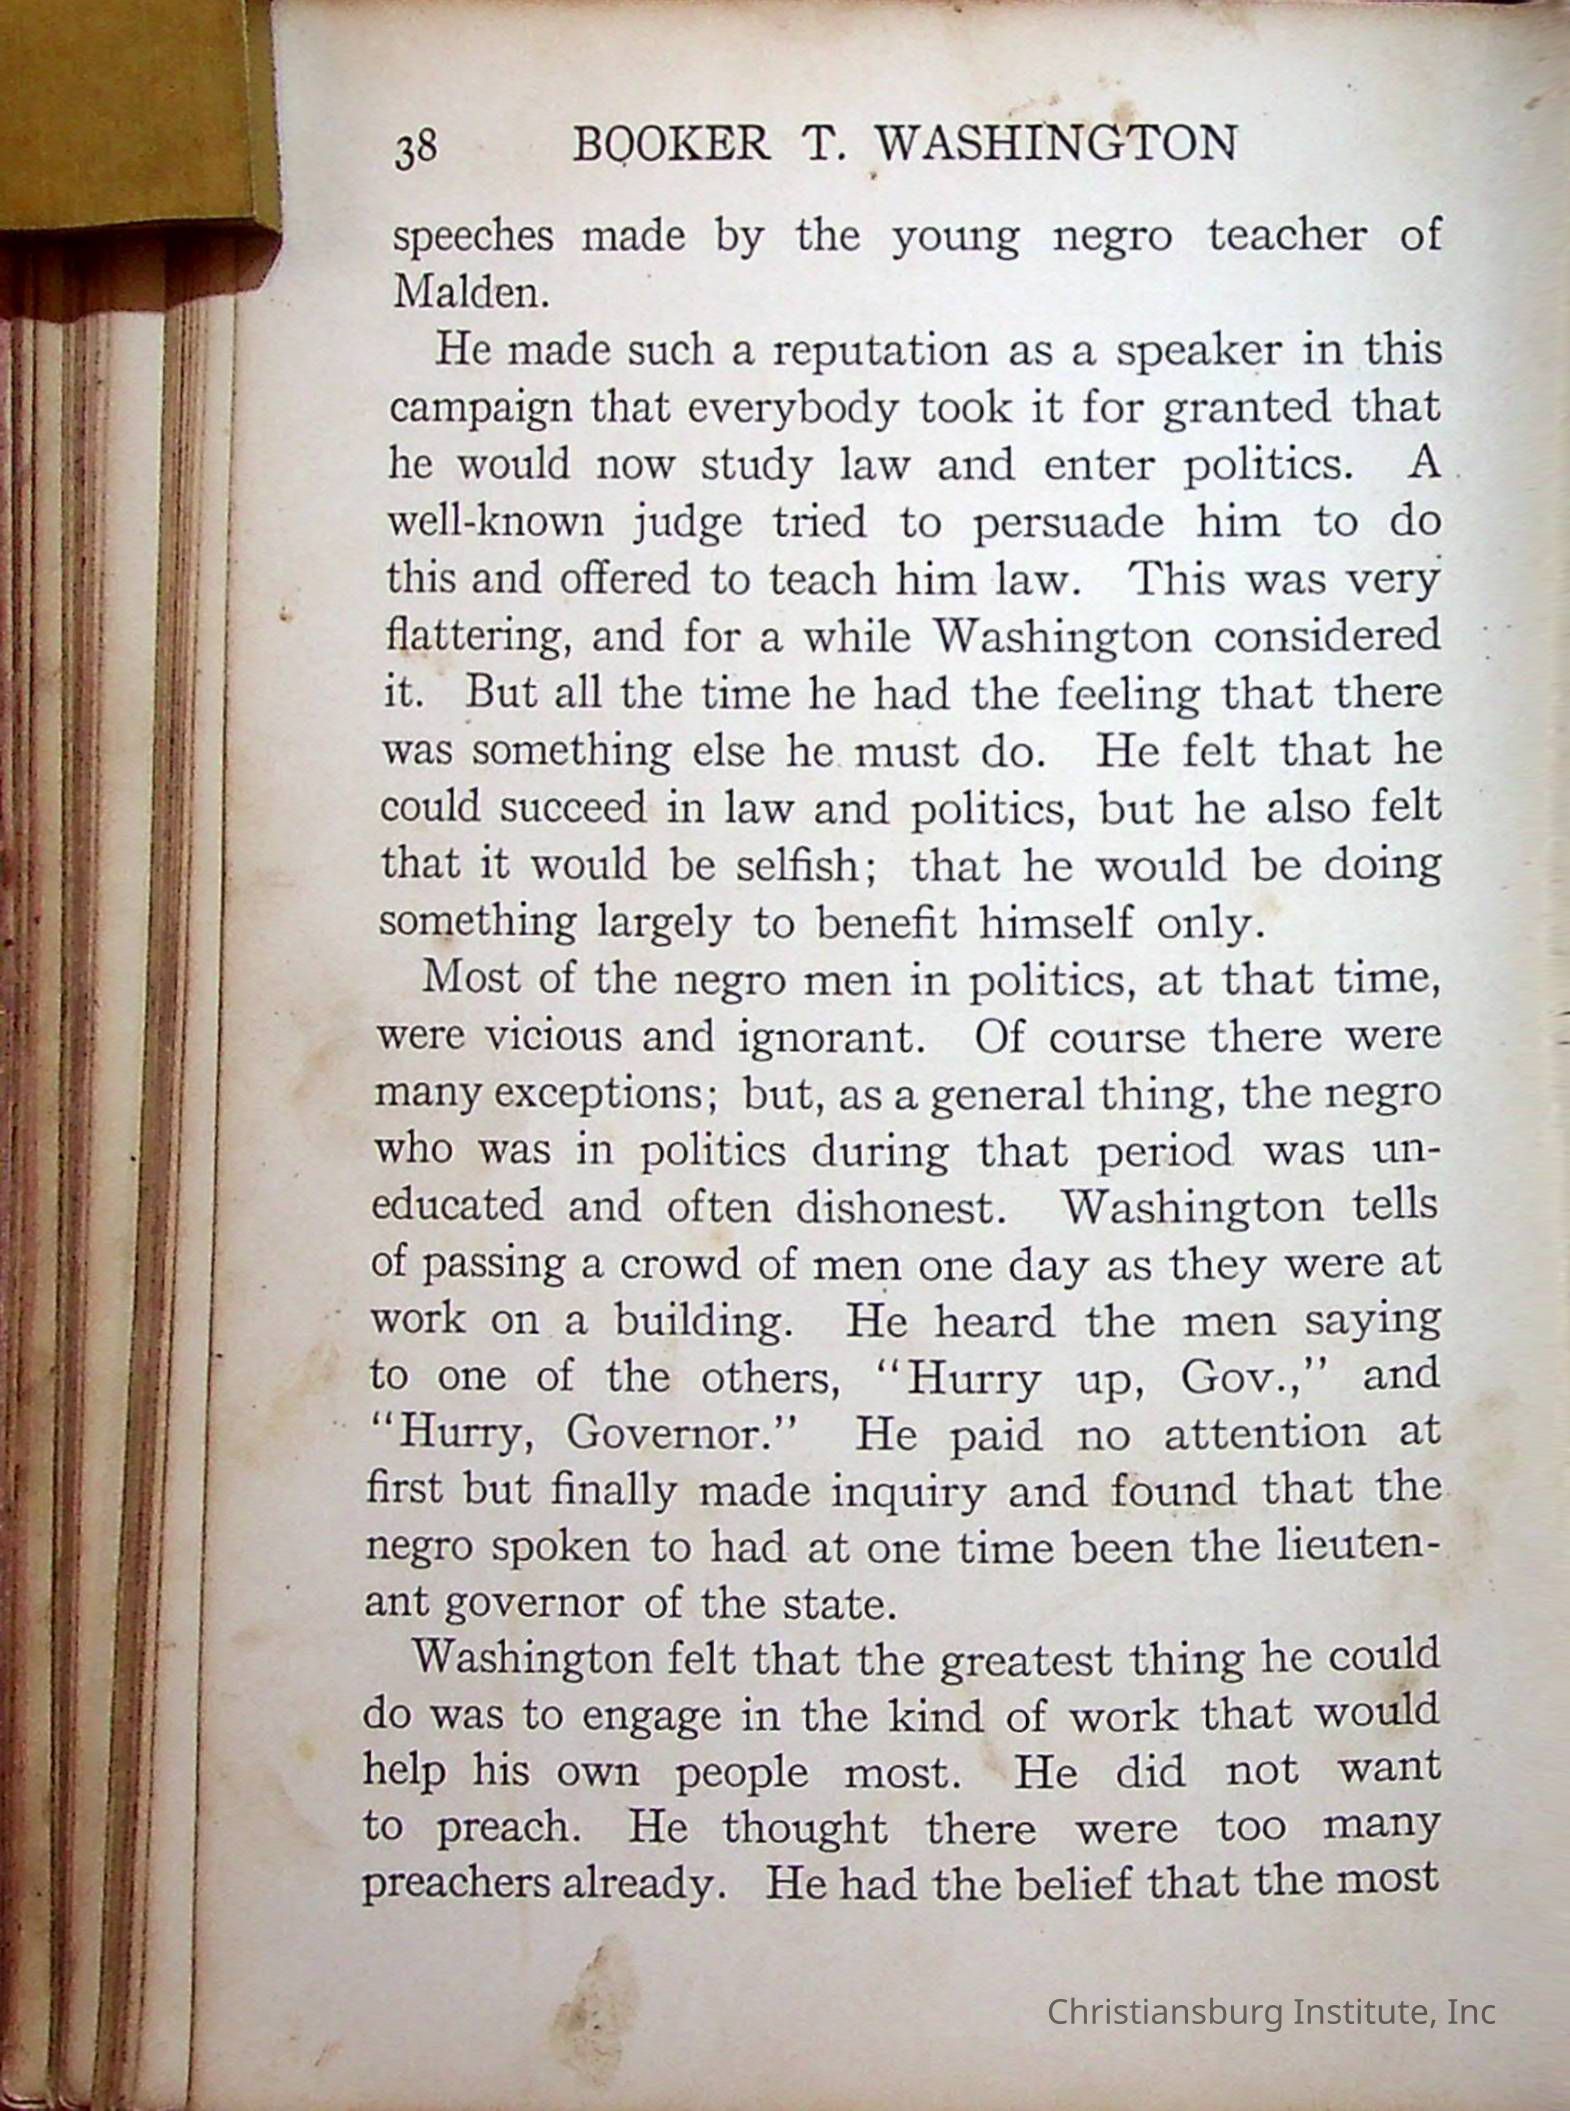 38 BOOKER T. WASHINGTON
speeches made by the young negro teacher of
Malden.
He made such a reputation as a speaker in this
campaign that everybody took it for granted that
he would now study law and enter politics. A
well-known judge tried to persuade him to do
this and offered to teach him law. This was very
flattering, and for a while Washington considered
it. But all the time he had the feeling that there
was something else he must do. He felt that he
could succeed in law and politics, but he also felt
that it would be selfish; that he would be doing
something largely to benefit himself only.
Most of the negro men in politics, at that time,
were vicious and ignorant. Of course there were
many exceptions; but, as a general thing, the negro
who was in politics during that period was un-
educated and often dishonest. Washington tells
of passing a crowd of men one day as they were at
work on a building. He heard the men saying
to one of the others, “Hurry up, Gov.,” and
“Hurry, Governor.” He paid no attention at
first but finally made inquiry and found that the
negro spoken to had at one time been the lieuten-
ant governor of the state.
Washington felt that the greatest thing he could
do was to engage in the kind of work that would
help his own people most. He did not want
to preach. He thought there were too many
preachers already. He had the belief that the most
Christiansburg Institute, Inc